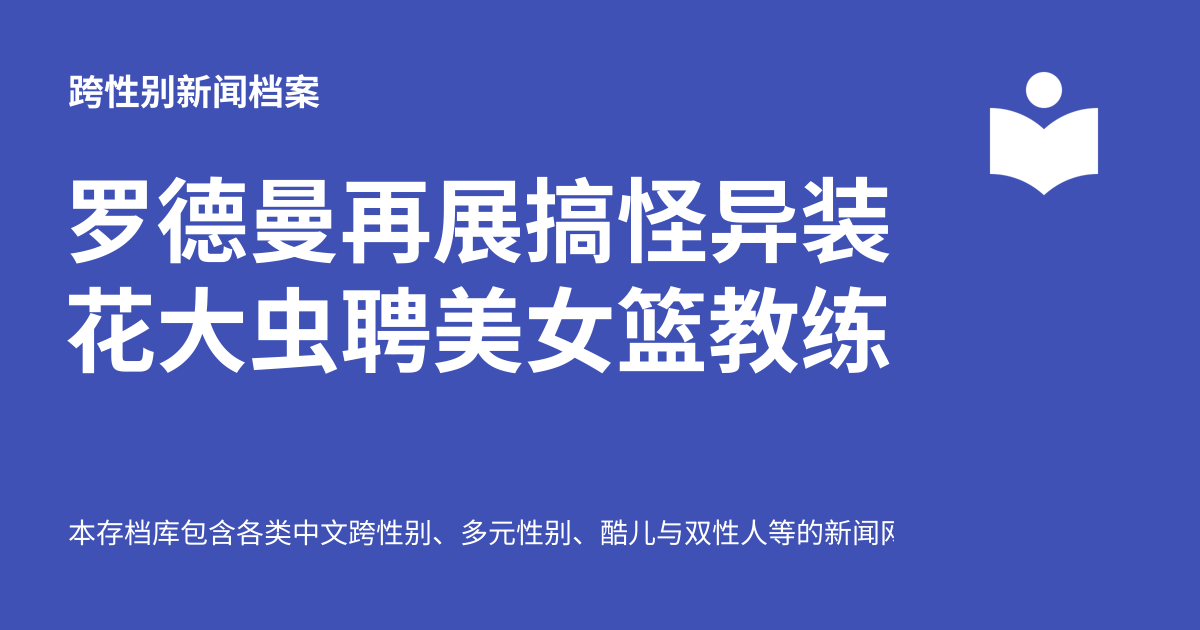 跨性别新闻档案
罗德曼再展搞怪异装
花大虫聘美女篮教练
本存档库包含各类中文跨性别、多元性别、酷儿与双性人等的新闻